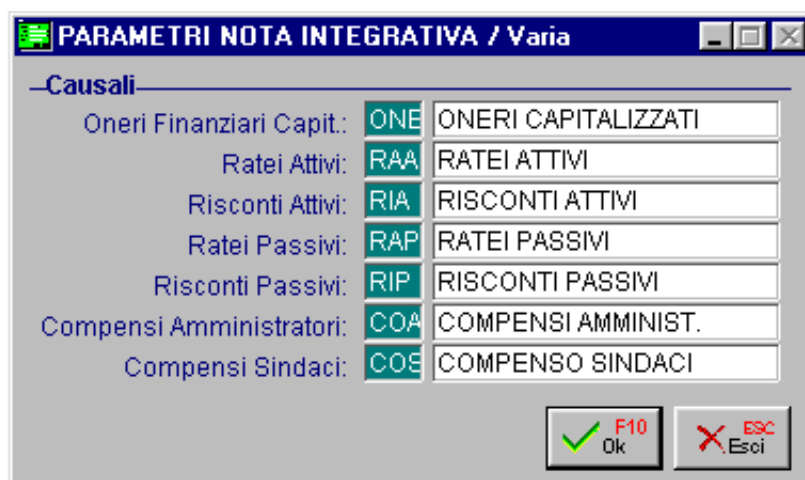 PARAMETRI NOTA INTEGRATIVA / Varia
Causali
Oneri Finanziari Capit.: ONE ONERI CAPITALIZZATI
Ratei Attivi: RAA RATEI ATTIVI
Risconti Attivi: RIA RISCONTI ATTIVI
Ratei Passivi: RAP RATEI PASSIVI
Risconti Passivi: RIP RISCONTI PASSIVI
Compensi Amministratori: COA COMPENSI AMMINIST.
Compensi Sindaci: COS COMPENSO SINDACI
F10 ESC
Ok Esci